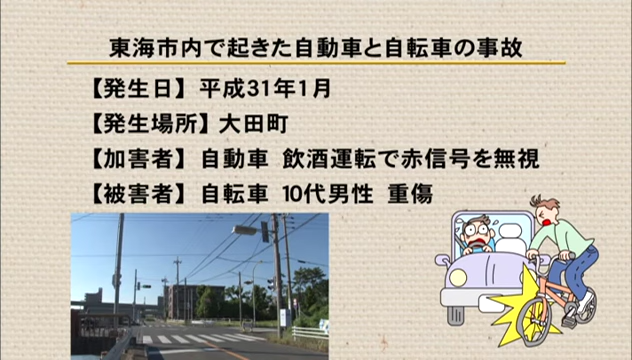 東海市内で起きた自動車と自転車の事故
【発生日】 平成31年1月
【発生場所】 大田町
【加害者】 自動車 飲酒運転で赤信号を無視
【被害者】 自転車 10代男性 重傷